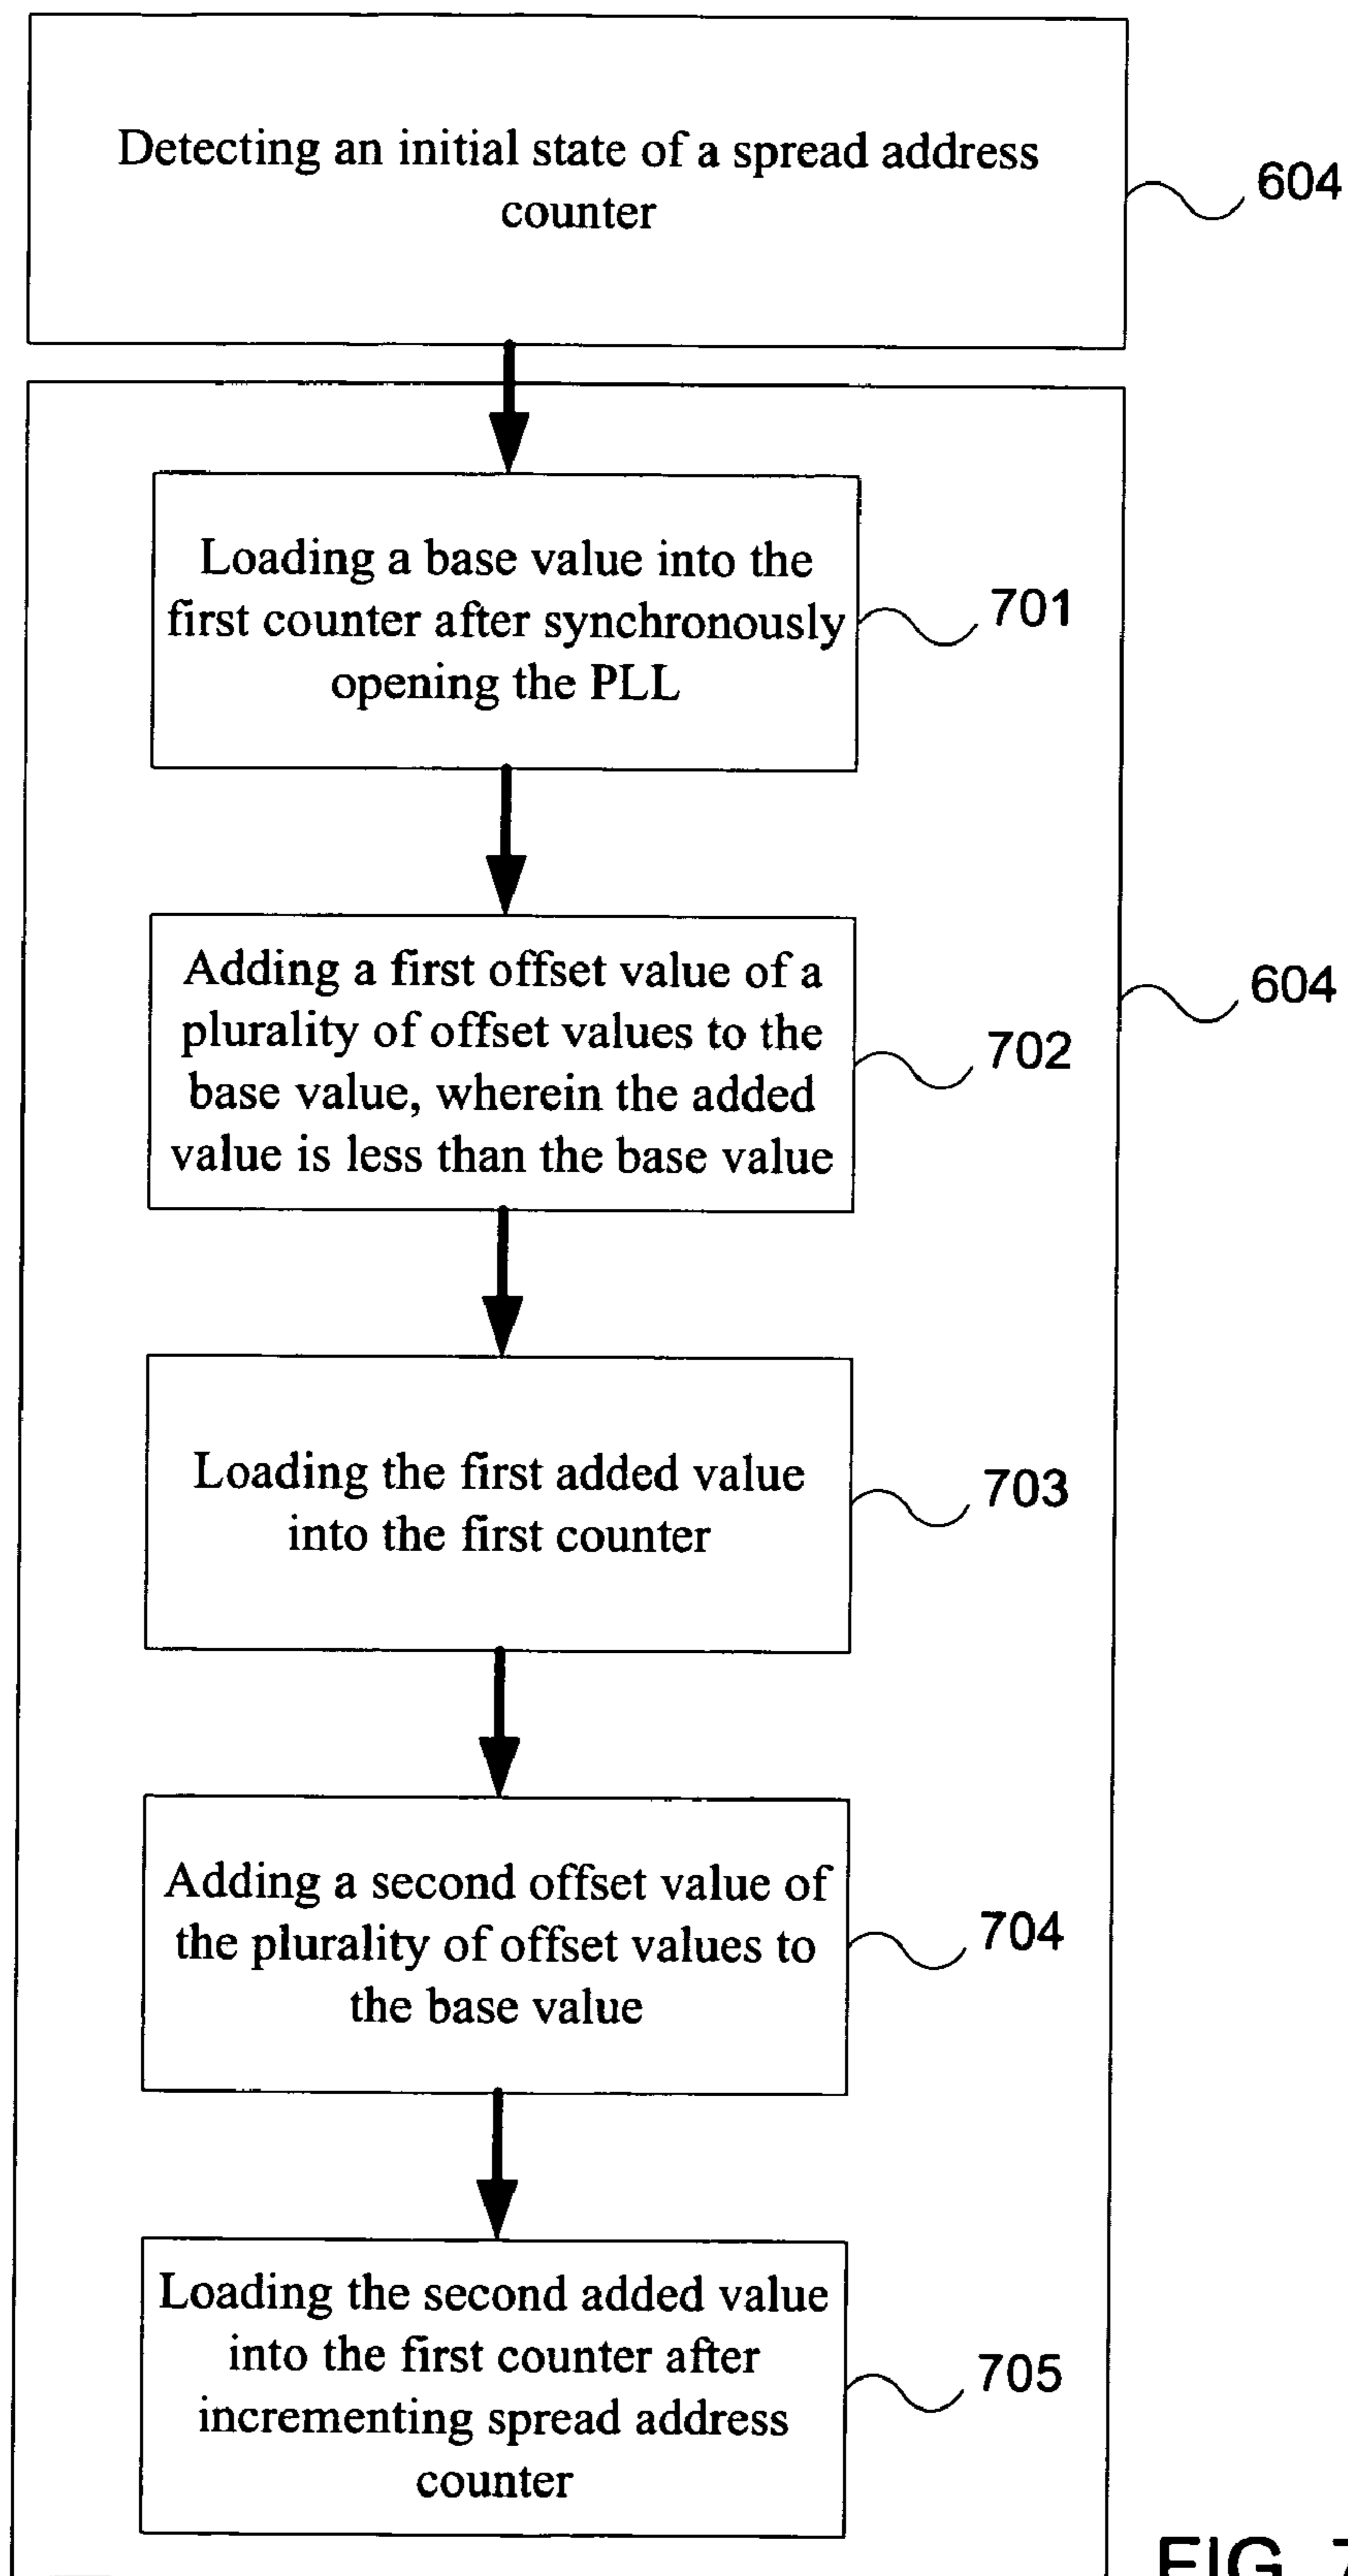 Detecting an initial state of a spread address
counter
604
Loading a base value into the
first counter after synchronously
opening the PLL
701
604
Adding a first offset value of a
plurality of offset values to the
base value, wherein the added
value is less than the base value
702
Loading the first added value
into the first counter
703
Adding a second offset value of
the plurality of offset values to
the base value
704
Loading the second added value
into the first counter after
incrementing spread address
counter
705
FIG. 7